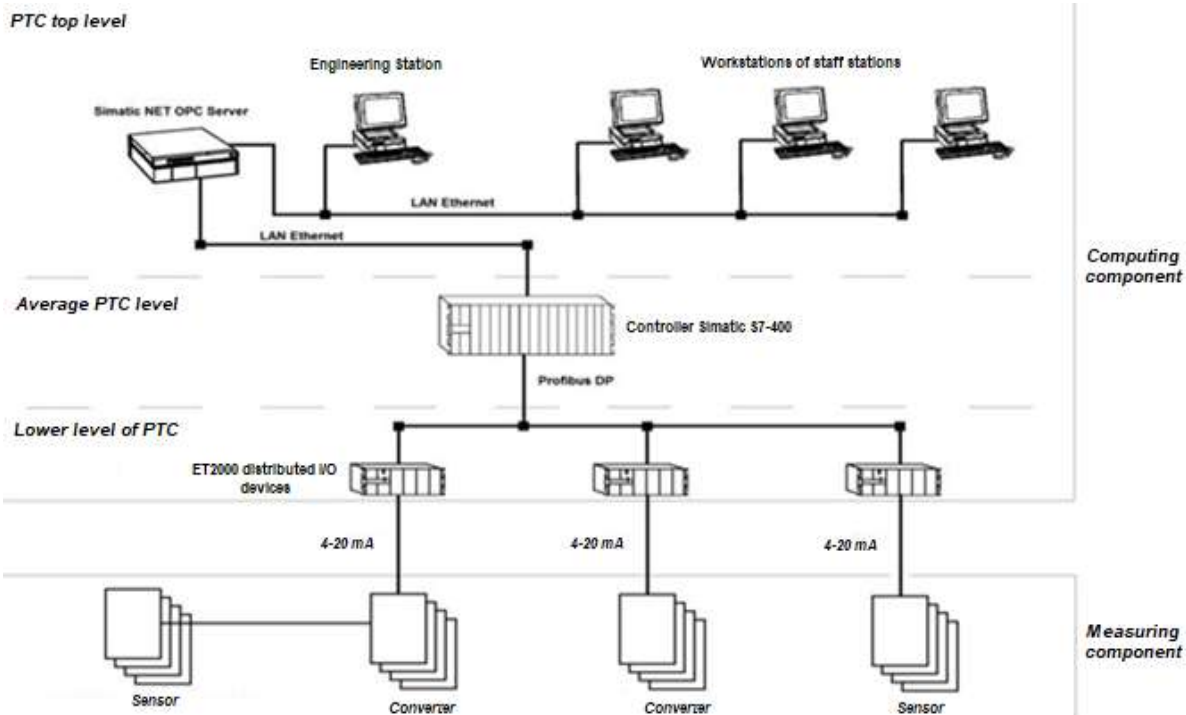 PTC top level
Engineering Station
Workstations of staff stations
Simatic NET OPC Server
LAN Ethernet
LAN Ethernet
Computing
component
Average PTC level
Controller Simatic S7-400
Profibus DP
Lower level of PTC
ET2000 distributed I/O
devices
4-20 mA
4-20 mA
4-20 mA
Measuring
component
Sensor
Converter
Converter
Sensor